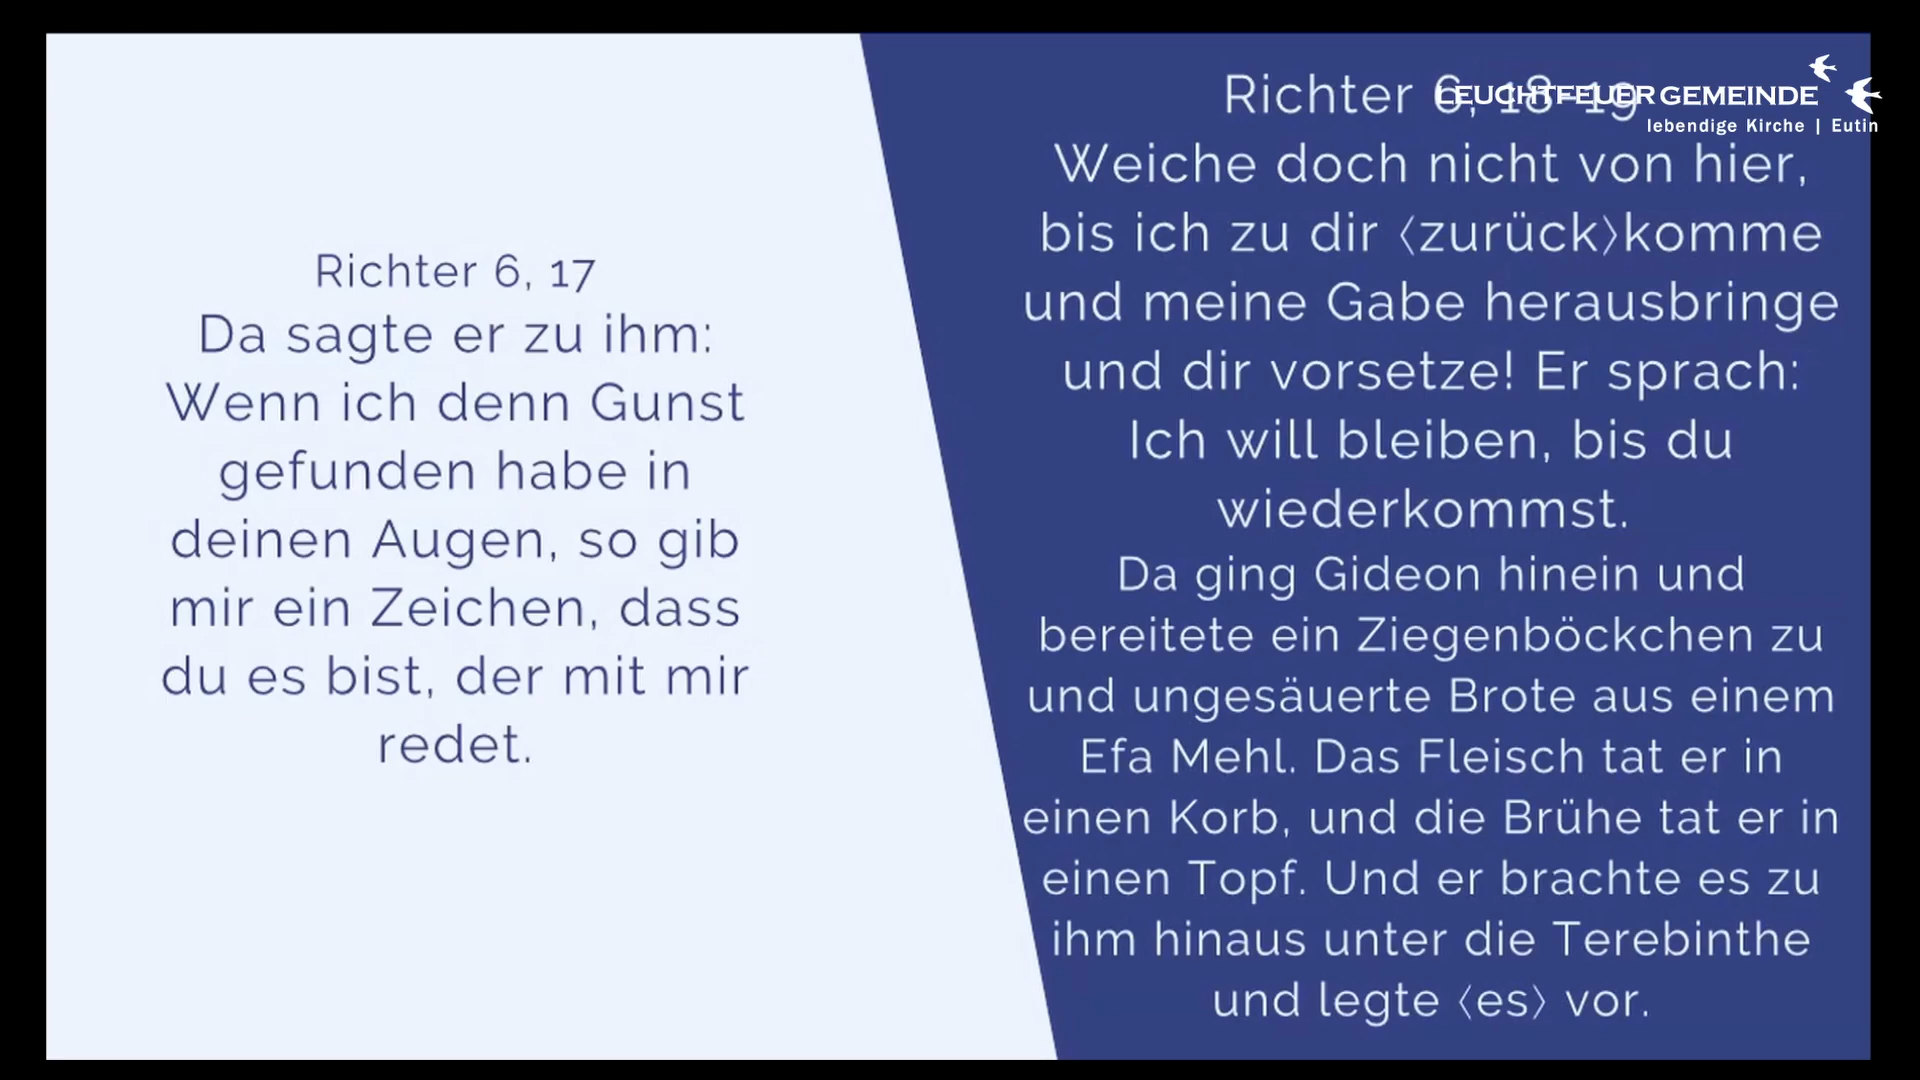 Richter 6, 17
Da sagte er zu ihm:
Wenn ich denn Gunst
gefunden habe in
deinen Augen, so gib
mir ein Zeichen, dass
du es bist, der mit mir
redet.
Richter 6, 18-19
Weiche doch nicht von hier,
bis ich zu dir ⟨zurück⟩komme
und meine Gabe herausbringe
und dir vorsetze! Er sprach:
Ich will bleiben, bis du
wiederkommst.
Da ging Gideon hinein und
bereitete ein Ziegenböckchen zu
und ungesäuerte Brote aus einem
Efa Mehl. Das Fleisch tat er in
einen Korb, und die Brühe tat er in
einen Topf. Und er brachte es zu
ihm hinaus unter die Terebinthe
und legte ⟨es⟩ vor.
LEUCHTFEUER GEMEINDE
lebendige Kirche | Eutin